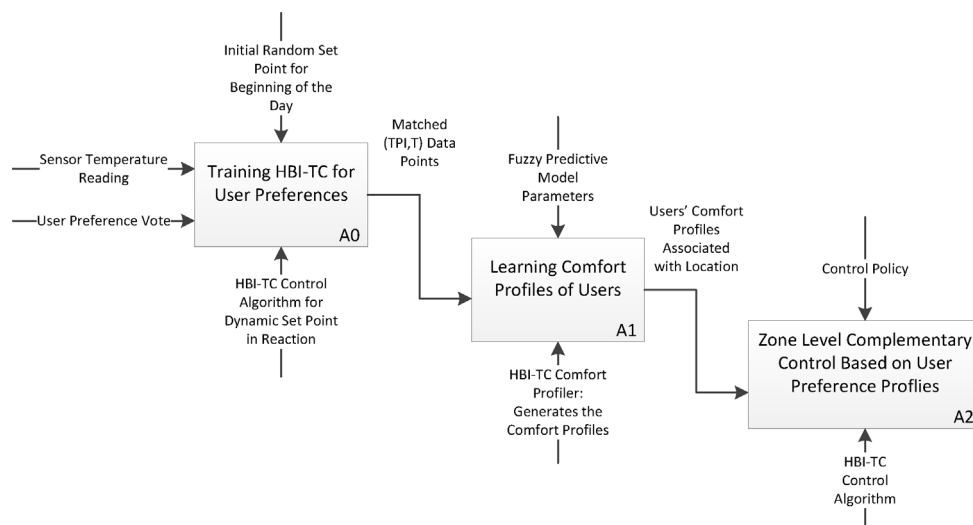 Initial Random Set
Point for
Beginning of the
Day
Sensor Temperature
Reading
User Preference Vote
Training HBI-TC for
User Preferences
A0
HBI-TC Control
Algorithm for
Dynamic Set Point
in Reaction
Matched
(TPI,T) Data
Points
Fuzzy Predictive
Model
Parameters
Learning Comfort
Profiles of Users
A1
HBI-TC Comfort
Profiler:
Generates the
Comfort Profiles
Users' Comfort
Profiles
Associated
with Location
Control Policy
Zone Level Complementary
Control Based on User
Preference Proflies
A2
HBI-TC
Control
Algorithm